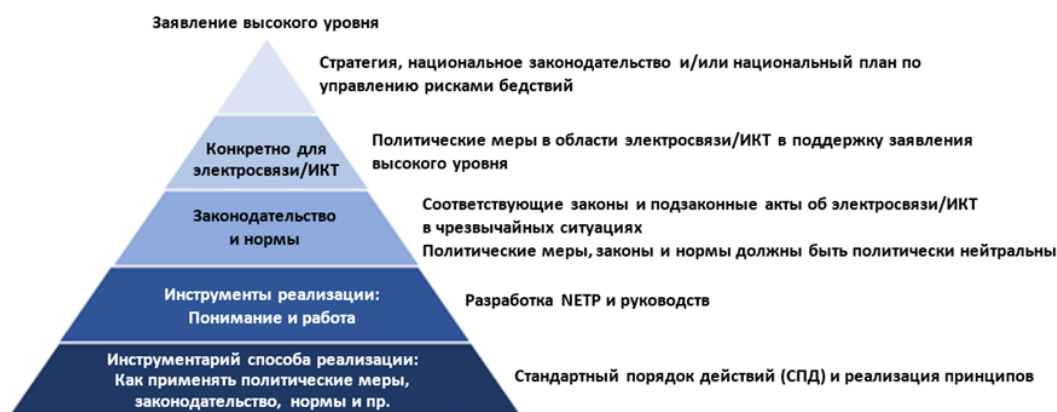 Заявление высокого уровня
Стратегия, национальное законодательство и/или национальный план по
управлению рисками бедствий
Конкретно для
электросвязи/ИКТ
Политические меры в области электросвязи/ИКТ в поддержку заявления
высокого уровня
Законодательство
и нормы
Соответствующие законы и подзаконные акты об электросвязи/ИКТ
в чрезвычайных ситуациях
Политические меры, законы и нормы должны быть политически нейтральны
Инструменты реализации:
Понимание и работа
Разработка NETP и руководств
Инструментарий способа реализации:
Как применять политические меры,
законодательство, нормы и пр.
Стандартный порядок действий (СПД) и реализация принципов